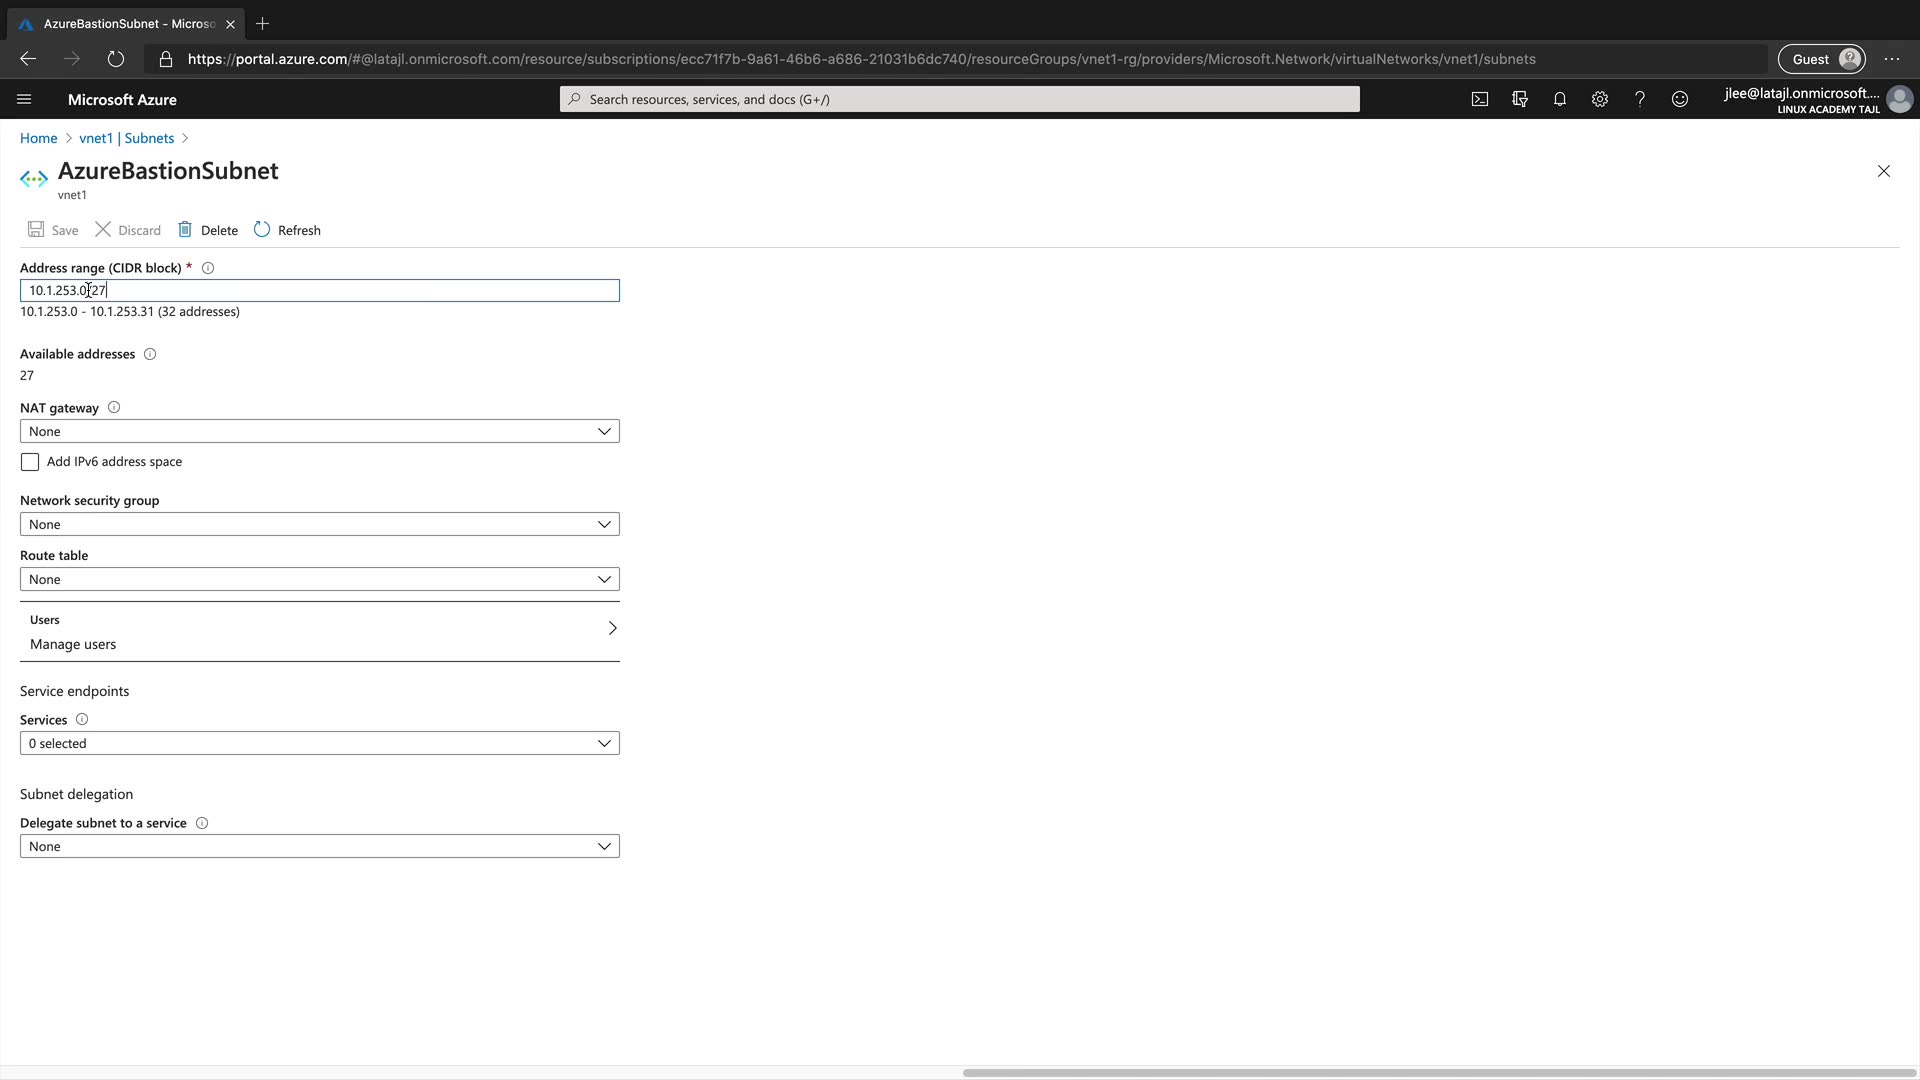 AzureBastionSubnet - Microso
https://portal.azure.com/#@latajl.onmicrosoft.com/resource/subscriptions/ecc71f7b-9a61-46b6-a686-21031b6dc740/resourceGroups/vnet1-rg/providers/Microsoft.Network/virtualNetworks/vnet1/subnets
Guest
Microsoft Azure
Search resources, services, and docs (G+/)
jlee@latajl.onmicrosoft....
LINUX ACADEMY TAJL
Home > vnet1 | Subnets >
AzureBastionSubnet
vnet1
Save Discard Delete Refresh
Address range (CIDR block) *
10.1.253.0/27
10.1.253.0 - 10.1.253.31 (32 addresses)
Available addresses
27
NAT gateway
None
Add IPv6 address space
Network security group
None
Route table
None
Users
Manage users
Service endpoints
Services
0 selected
Subnet delegation
Delegate subnet to a service
None